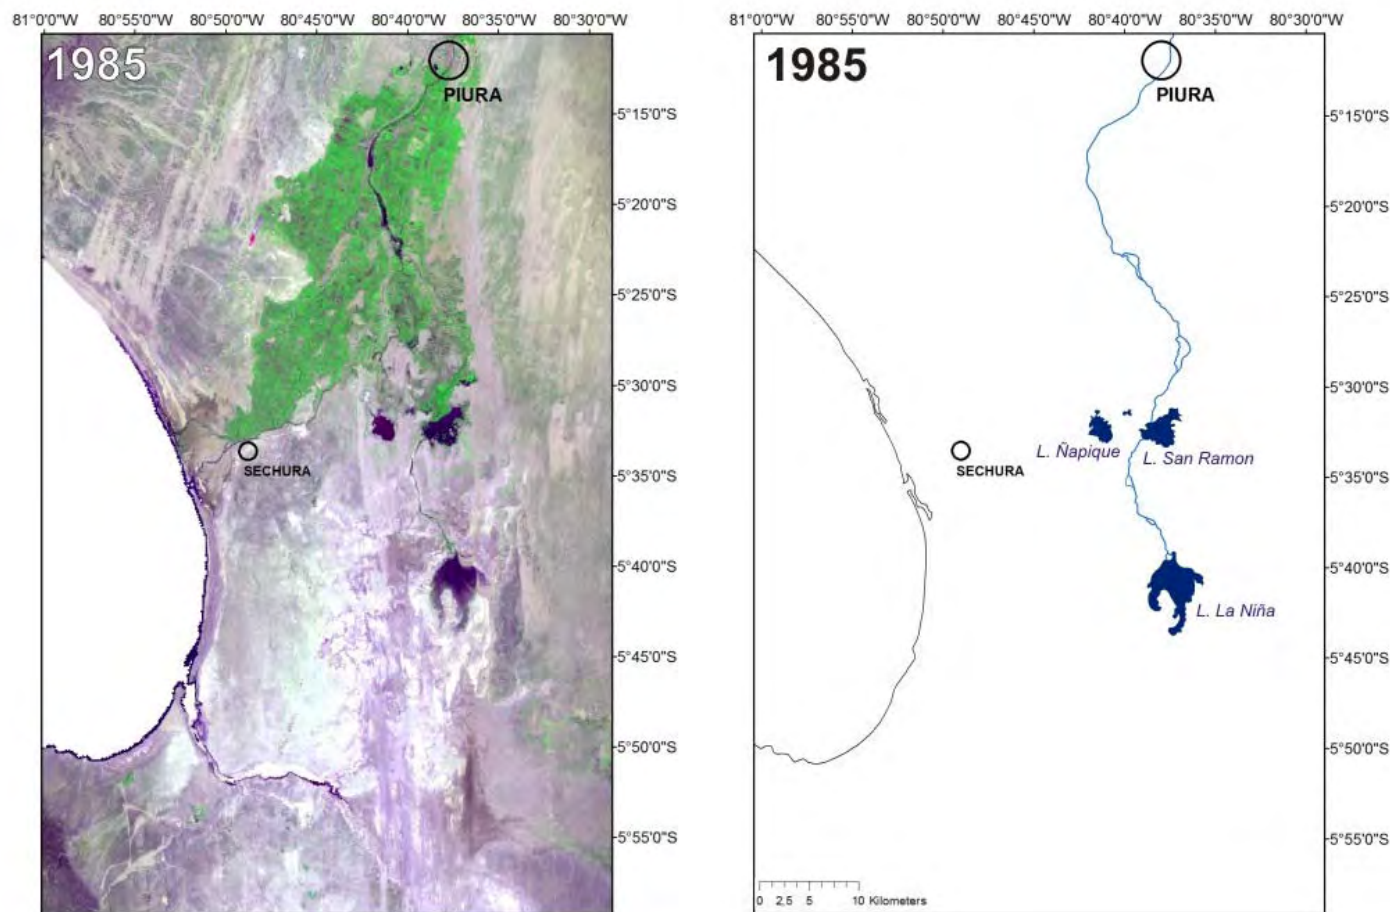 81°00'0"W 80°55'0"W 80°50'0"W 80°45'0"W 80°40'0"W 80°35'0"W 80°30'0"W
1985
PIURA
5°15'0"S
5°20'0"S
5°25'0"S
5°30'0"S
SECHURA
5°35'0"S
5°40'0"S
5°45'0"S
5°50'0"S
5°55'0"S
81°00'0"W 80°55'0"W 80°50'0"W 80°45'0"W 80°40'0"W 80°35'0"W 80°30'0"W
1985
PIURA
5°15'0"S
5°20'0"S
5°25'0"S
5°30'0"S
L. Ñapique
L. San Ramon
SECHURA
5°35'0"S
5°40'0"S
L. La Niña
5°45'0"S
5°50'0"S
5°55'0"S
0 2,5 5 10 Kilometers